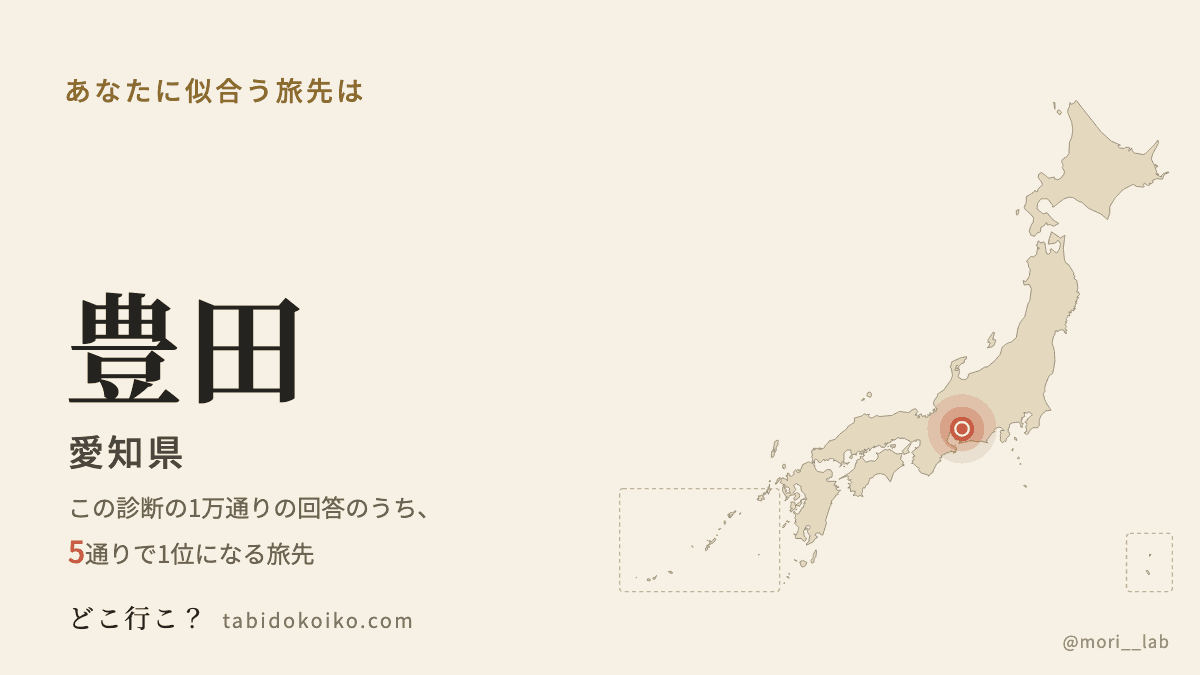 あなたに似合う旅先は
豊田
愛知県
この診断の1万通りの回答のうち、
5通りで1位になる旅先
どこ行こ？ tabidokoiko.com
@mori__lab